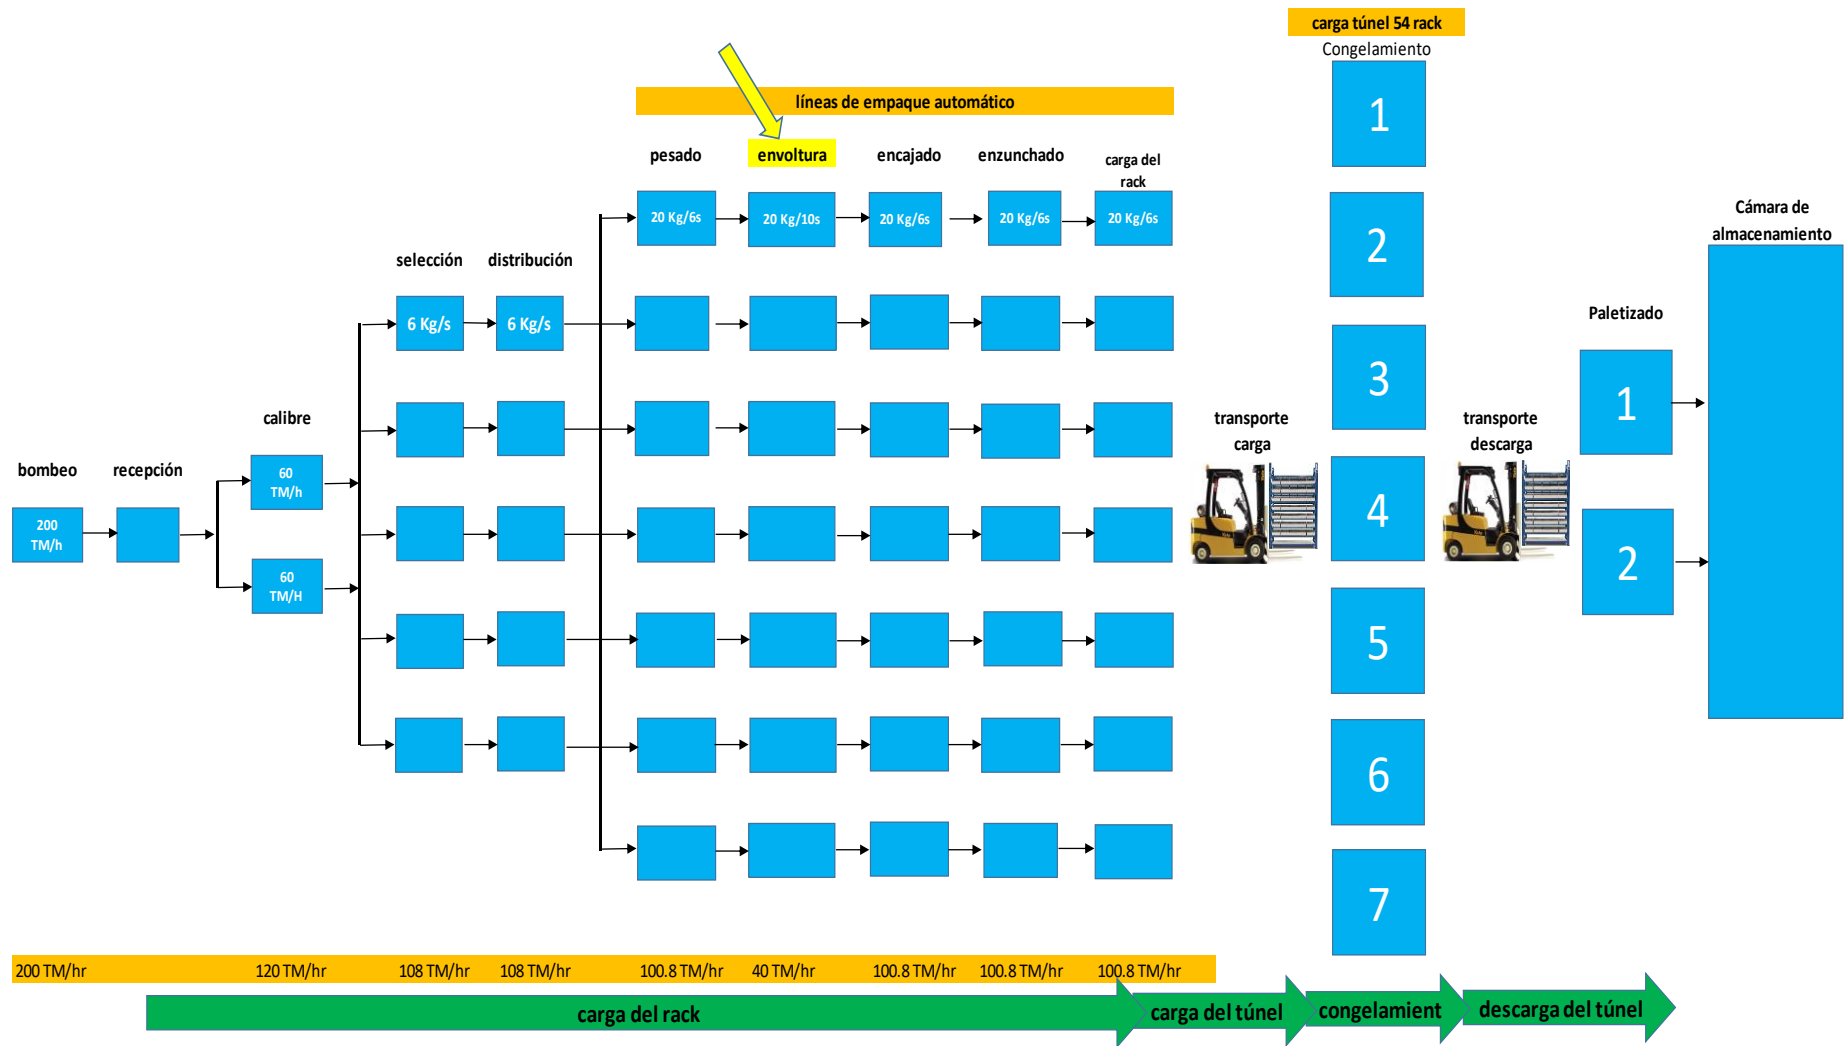 carga túnel 54 rack
Congelamiento
líneas de empaque automático
pesado
envoltura
encajado
enzunchado
carga del
rack
20 Kg/6s
20 Kg/10s
20 Kg/6s
20 Kg/6s
20 Kg/6s
selección
distribución
6 Kg/s
6 Kg/s
calibre
bombeo
recepción
60
TM/h
200
TM/h
60
TM/H
transporte
carga
1
2
3
4
5
6
7
transporte
descarga
Paletizado
1
2
Cámara de
almacenamiento
200 TM/hr
120 TM/hr
108 TM/hr
108 TM/hr
100.8 TM/hr
40 TM/hr
100.8 TM/hr
100.8 TM/hr
100.8 TM/hr
carga del rack
carga del túnel
congelamient
descarga del túnel